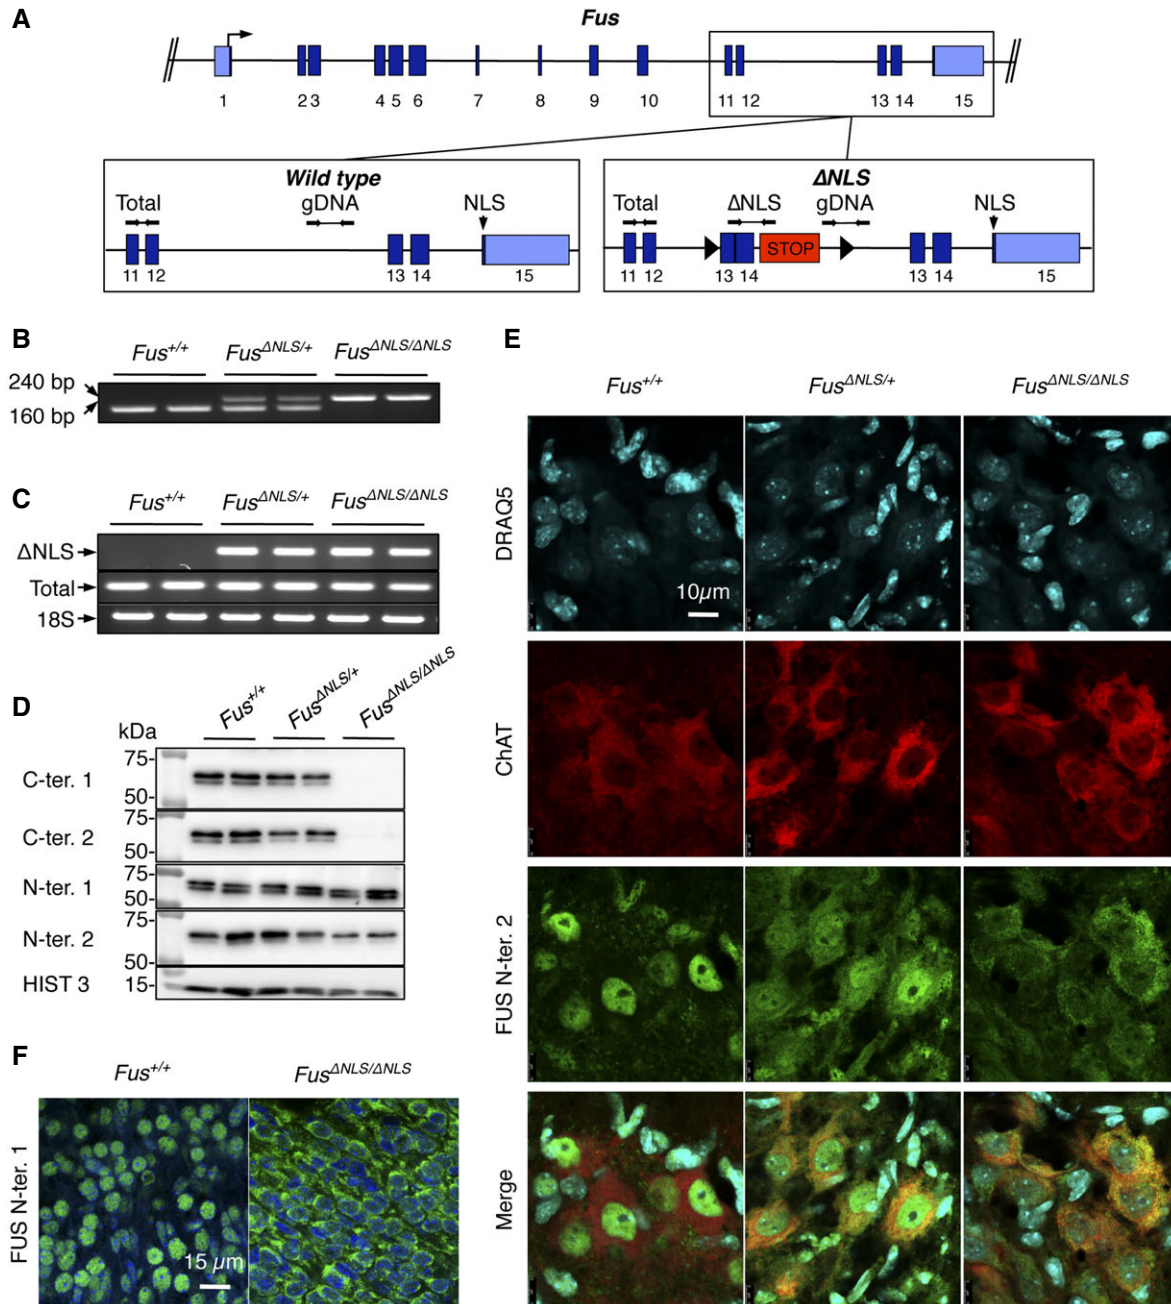 A
Fus
1 2 3 4 5 6 7 8 9 10 11 12 13 14 15
Wild type
Total gDNA NLS
11 12 13 14 15
ΔNLS
Total ΔNLS gDNA NLS
STOP
11 12 13 14 13 14 15
B
Fus+/+ FusΔNLS/+ FusΔNLS/ΔNLS
240 bp
160 bp
C
Fus+/+ FusΔNLS/+ FusΔNLS/ΔNLS
ΔNLS
Total
18S
D
Fus+/+ FusΔNLS/+ FusΔNLS/ΔNLS
kDa
C-ter. 1 75- 50-
C-ter. 2 75- 50-
N-ter. 1 75- 50-
N-ter. 2 75- 50-
HIST 3 15-
E
Fus+/+ FusΔNLS/+ FusΔNLS/ΔNLS
DRAQ5
10µm
ChAT
FUS N-ter. 2
Merge
F
Fus+/+ FusΔNLS/ΔNLS
FUS N-ter. 1
15 µm